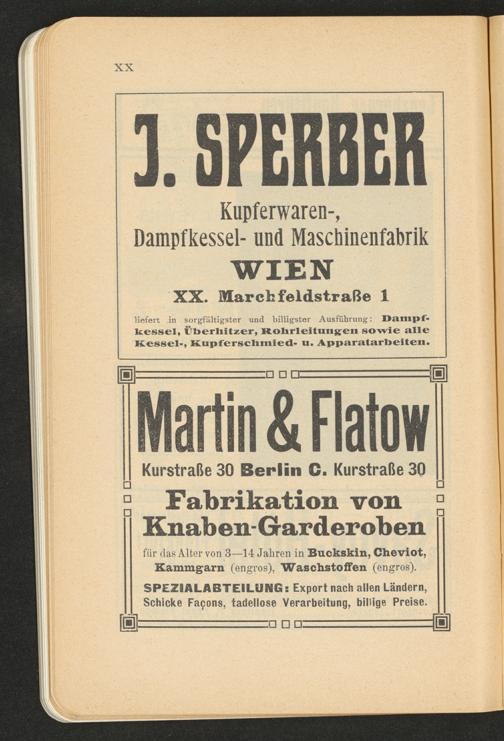 XX
J. SPERBER
Kupferwaren-,
Dampfkessel- und Maschinenfabrik
WIEN
XX. Marchfeldstraße 1
liefert in sorgfältigster und billigster Ausführung: Dampf-
kessel, Überhitzer, Rohrleitungen sowie alle
Kessel-, Kupferschmied- u. Apparatarbeiten.
Martin & Flatow
Kurstraße 30 Berlin C. Kurstraße 30
Fabrikation von
Knaben-Garderoben
für das Alter von 3—14 Jahren in Buckskin, Cheviot,
Kammgarn (engros), Waschstoffen (engros).
SPEZIALABTEILUNG: Export nach allen Ländern,
Schicke Façons, tadellose Verarbeitung, billige Preise.